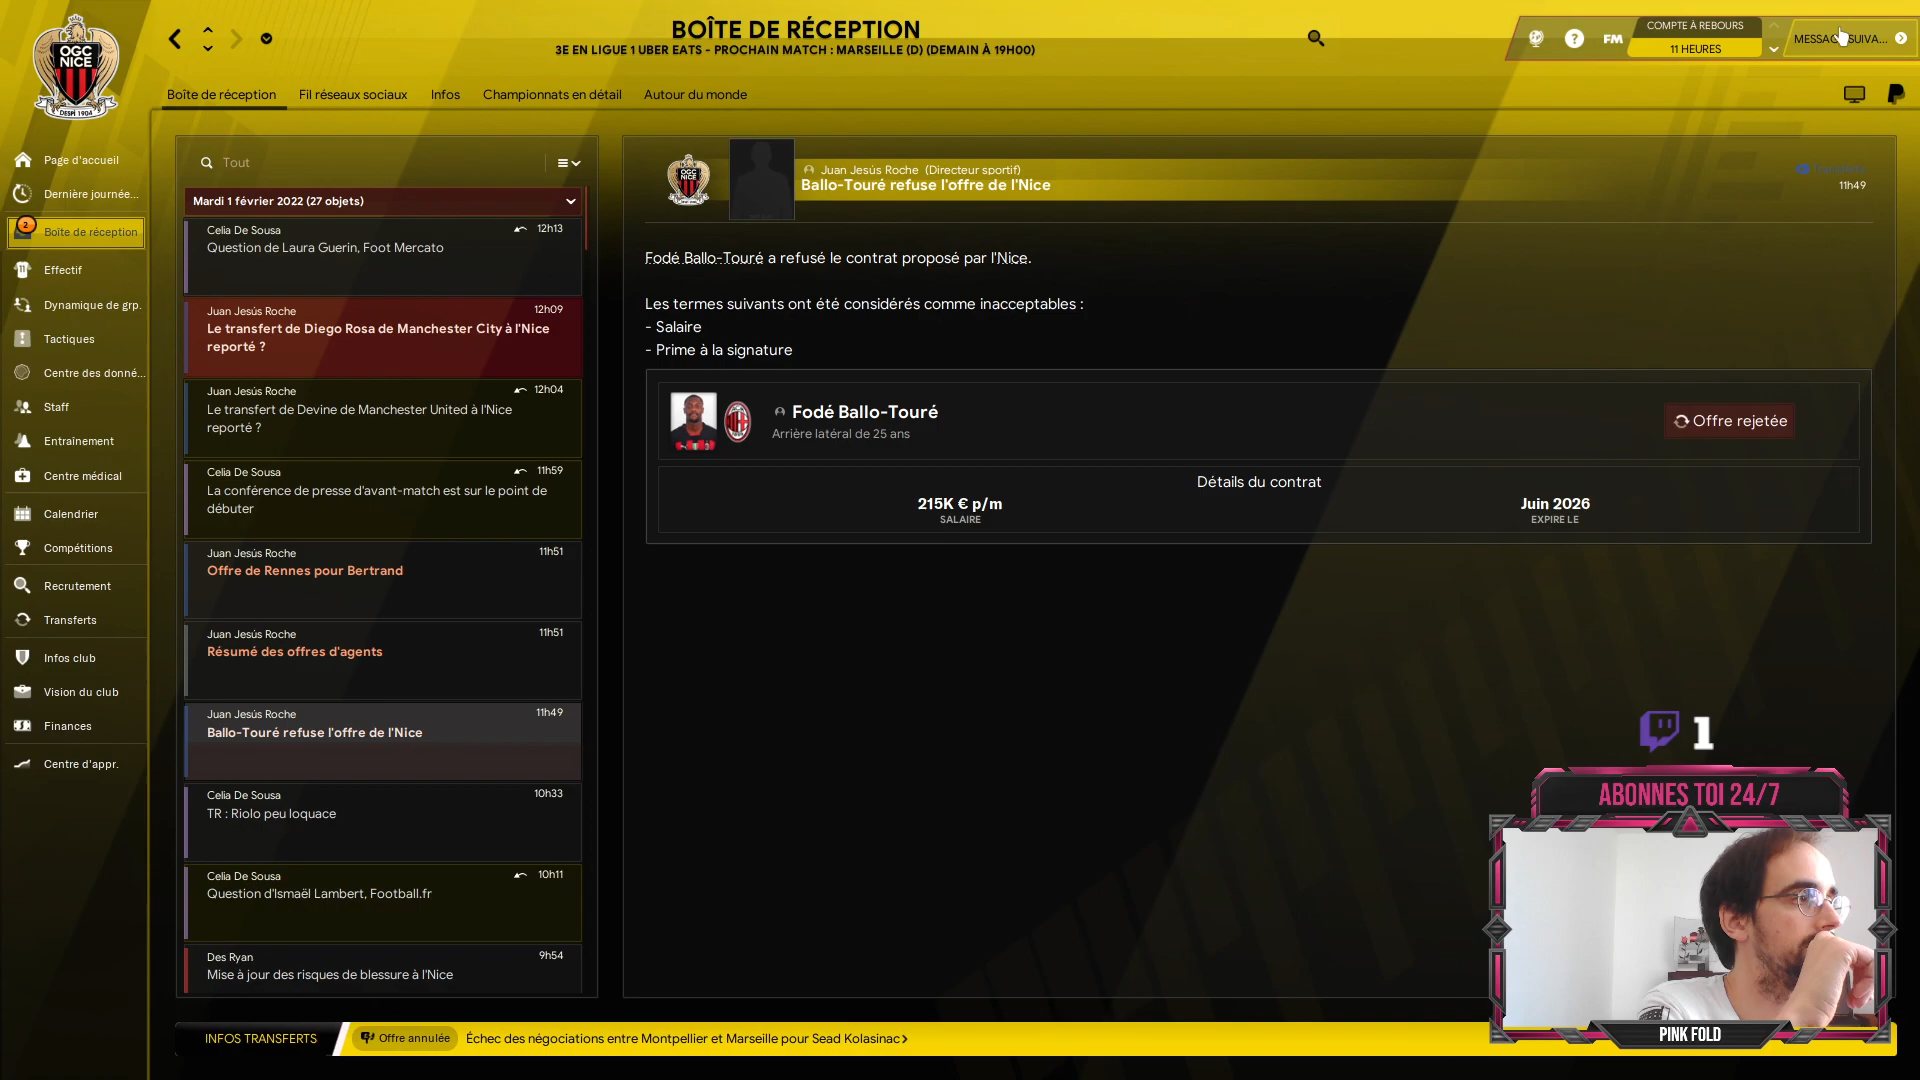 OGC
NICE
DESPÍ 1904
BOÎTE DE RÉCEPTION
3E EN LIGUE 1 UBER EATS - PROCHAIN MATCH : MARSEILLE (D) (DEMAIN À 19H00)
?
FM
COMPTE À REBOURS
11 HEURES
Boîte de réception
Fil réseaux sociaux
Infos
Championnats en détail
Autour du monde
Page d'accueil
Dernière journée...
2
Boîte de réception
Effectif
Dynamique de grp.
Tactiques
Centre des donné...
Staff
Entraînement
Centre médical
Calendrier
Compétitions
Recrutement
Transferts
Infos club
Vision du club
Finances
Centre d'appr.
Tout
Mardi 1 février 2022 (27 objets)
Celia De Sousa
12h13
Question de Laura Guerin, Foot Mercato
Juan Jesús Roche
12h09
Le transfert de Diego Rosa de Manchester City à l'Nice
reporté ?
Juan Jesús Roche
12h04
Le transfert de Devine de Manchester United à l'Nice
reporté ?
Celia De Sousa
11h59
La conférence de presse d'avant-match est sur le point de
débuter
Juan Jesús Roche
11h51
Offre de Rennes pour Bertrand
Juan Jesús Roche
11h51
Résumé des offres d'agents
Juan Jesús Roche
11h49
Ballo-Touré refuse l'offre de l'Nice
Celia De Sousa
10h33
TR : Riolo peu loquace
Celia De Sousa
10h11
Question d'Ismaël Lambert, Football.fr
Des Ryan
9h54
Mise à jour des risques de blessure à l'Nice
Juan Jesús Roche (Directeur sportif)
Ballo-Touré refuse l'offre de l'Nice
11h49
Fodé Ballo-Touré a refusé le contrat proposé par l'Nice.
Les termes suivants ont été considérés comme inacceptables :
- Salaire
- Prime à la signature
Fodé Ballo-Touré
Arrière latéral de 25 ans
Offre rejetée
Détails du contrat
215K € p/m
SALAIRE
Juin 2026
EXPIRE LE
1
ABONNES TOI 24/7
PINK FOLD
INFOS TRANSFERTS
Offre annulée
Échec des négociations entre Montpellier et Marseille pour Sead Kolasinac